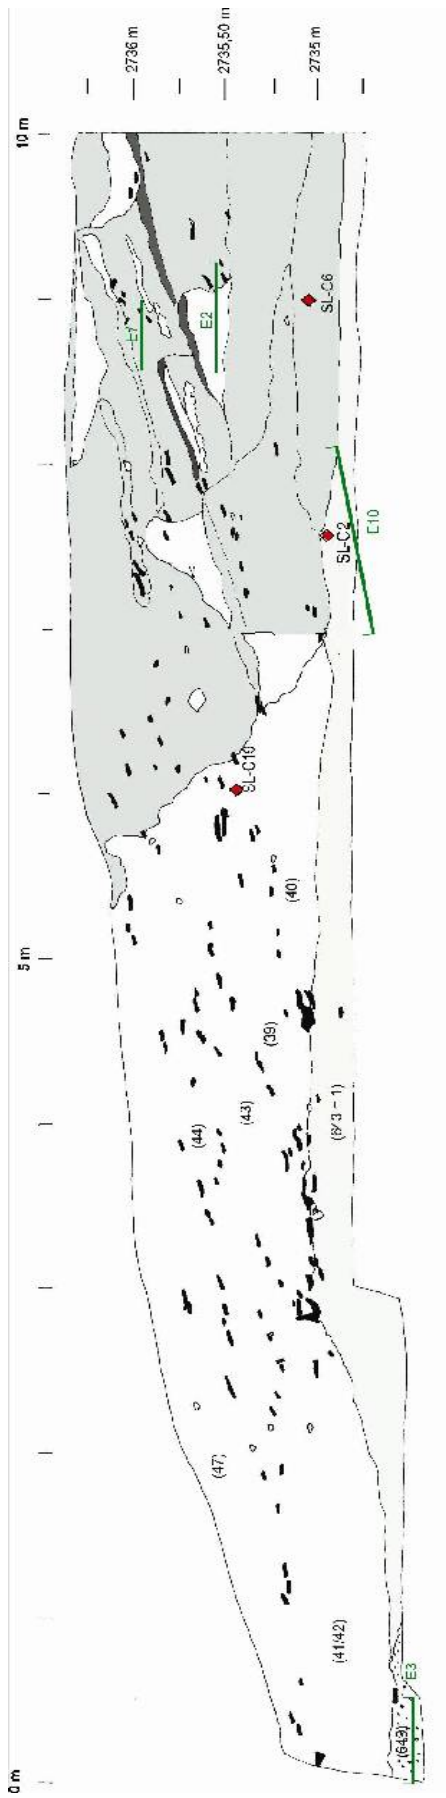 2736 m
2735,50 m
2735 m
10 m
E7
E2
SL-C6
SL-C2
E10
SL-C10
(40)
5 m
(39)
(43)
(44)
(47)
(41/42)
E3
0 m